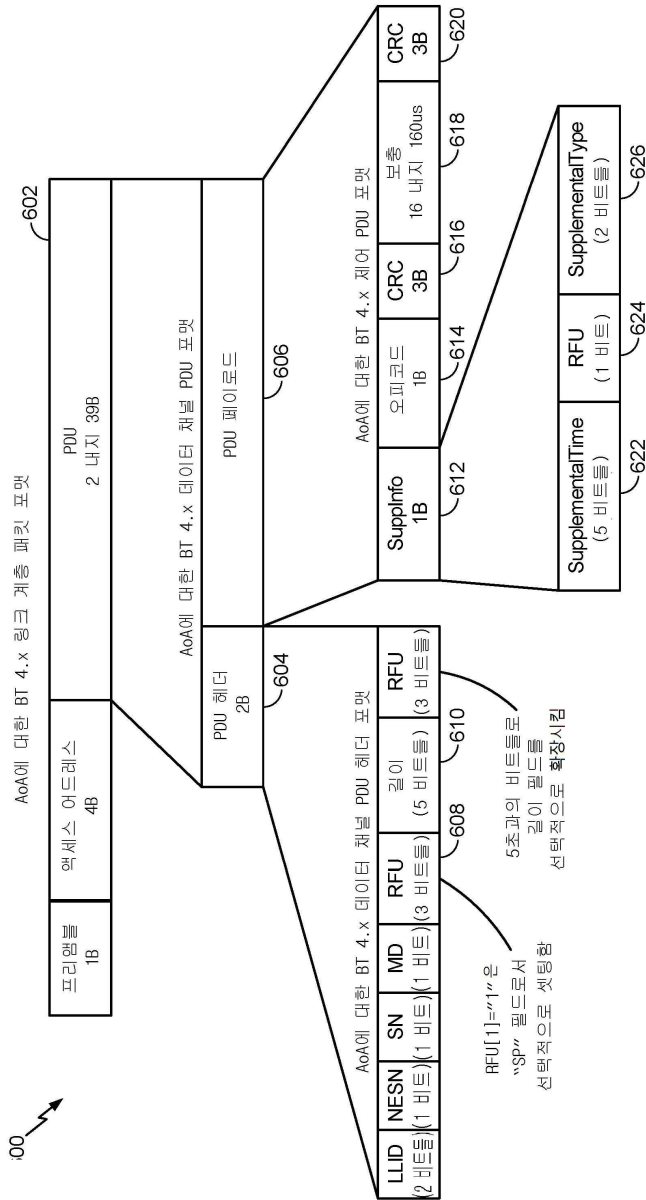 :00
AoA에 대한 BT 4.x 링크 계층 패킷 포맷
프리앰블
1B
액세스 어드레스
4B
PDU
2 내지 39B
602
AoA에 대한 BT 4.x 데이터 채널 PDU 포맷
PDU 헤더
2B
604
PDU 페이로드
606
AoA에 대한 BT 4.x 데이터 채널 PDU 헤더 포맷
LLID
(2 비트들)
NESN
(1 비트)
SN
(1 비트)
MD
(1 비트)
RFU
(3 비트들)
608
길이
(5 비트들)
610
RFU
(3 비트들)
RFU[1]="1"은
"SP" 필드로서
선택적으로 셋팅함
5초과의 비트들로
길이 필드를
선택적으로 확장시킴
AoA에 대한 BT 4.x 제어 PDU 포맷
SuppInfo
1B
612
오피코드
1B
614
CRC
3B
616
보충
16 내지 160us
618
CRC
3B
620
SupplementalTime
(5 비트들)
622
RFU
(1 비트)
624
SupplementalType
(2 비트들)
626